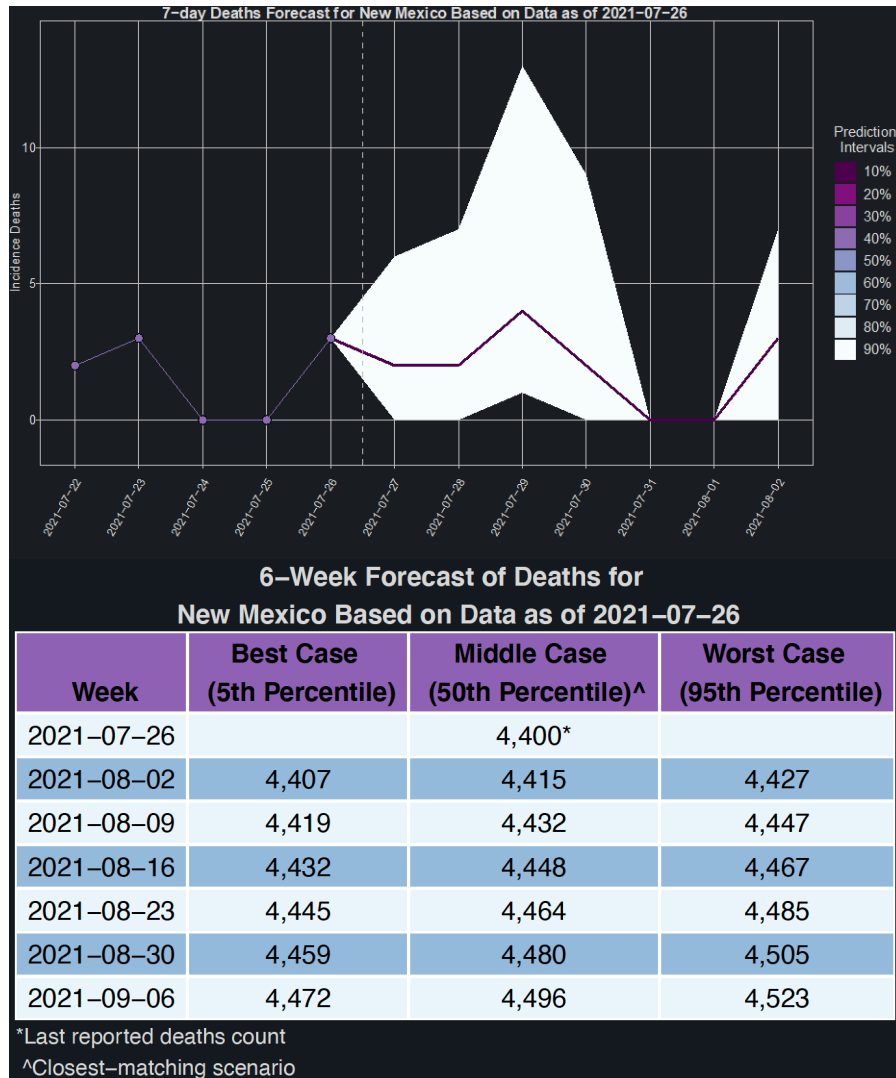 7−day Deaths Forecast for New Mexico Based on Data as of 2021−07−26
10
5
0
Incidence Deaths
2021−07−22
2021−07−23
2021−07−24
2021−07−25
2021−07−26
2021−07−27
2021−07−28
2021−07−29
2021−07−30
2021−07−31
2021−08−01
2021−08−02
Prediction
Intervals
10%
20%
30%
40%
50%
60%
70%
80%
90%
6−Week Forecast of Deaths for
New Mexico Based on Data as of 2021−07−26
Week Best Case (5th Percentile) Middle Case (50th Percentile)^ Worst Case (95th Percentile)
2021−07−26 4,400*
2021−08−02 4,407 4,415 4,427
2021−08−09 4,419 4,432 4,447
2021−08−16 4,432 4,448 4,467
2021−08−23 4,445 4,464 4,485
2021−08−30 4,459 4,480 4,505
2021−09−06 4,472 4,496 4,523
*Last reported deaths count
^Closest−matching scenario